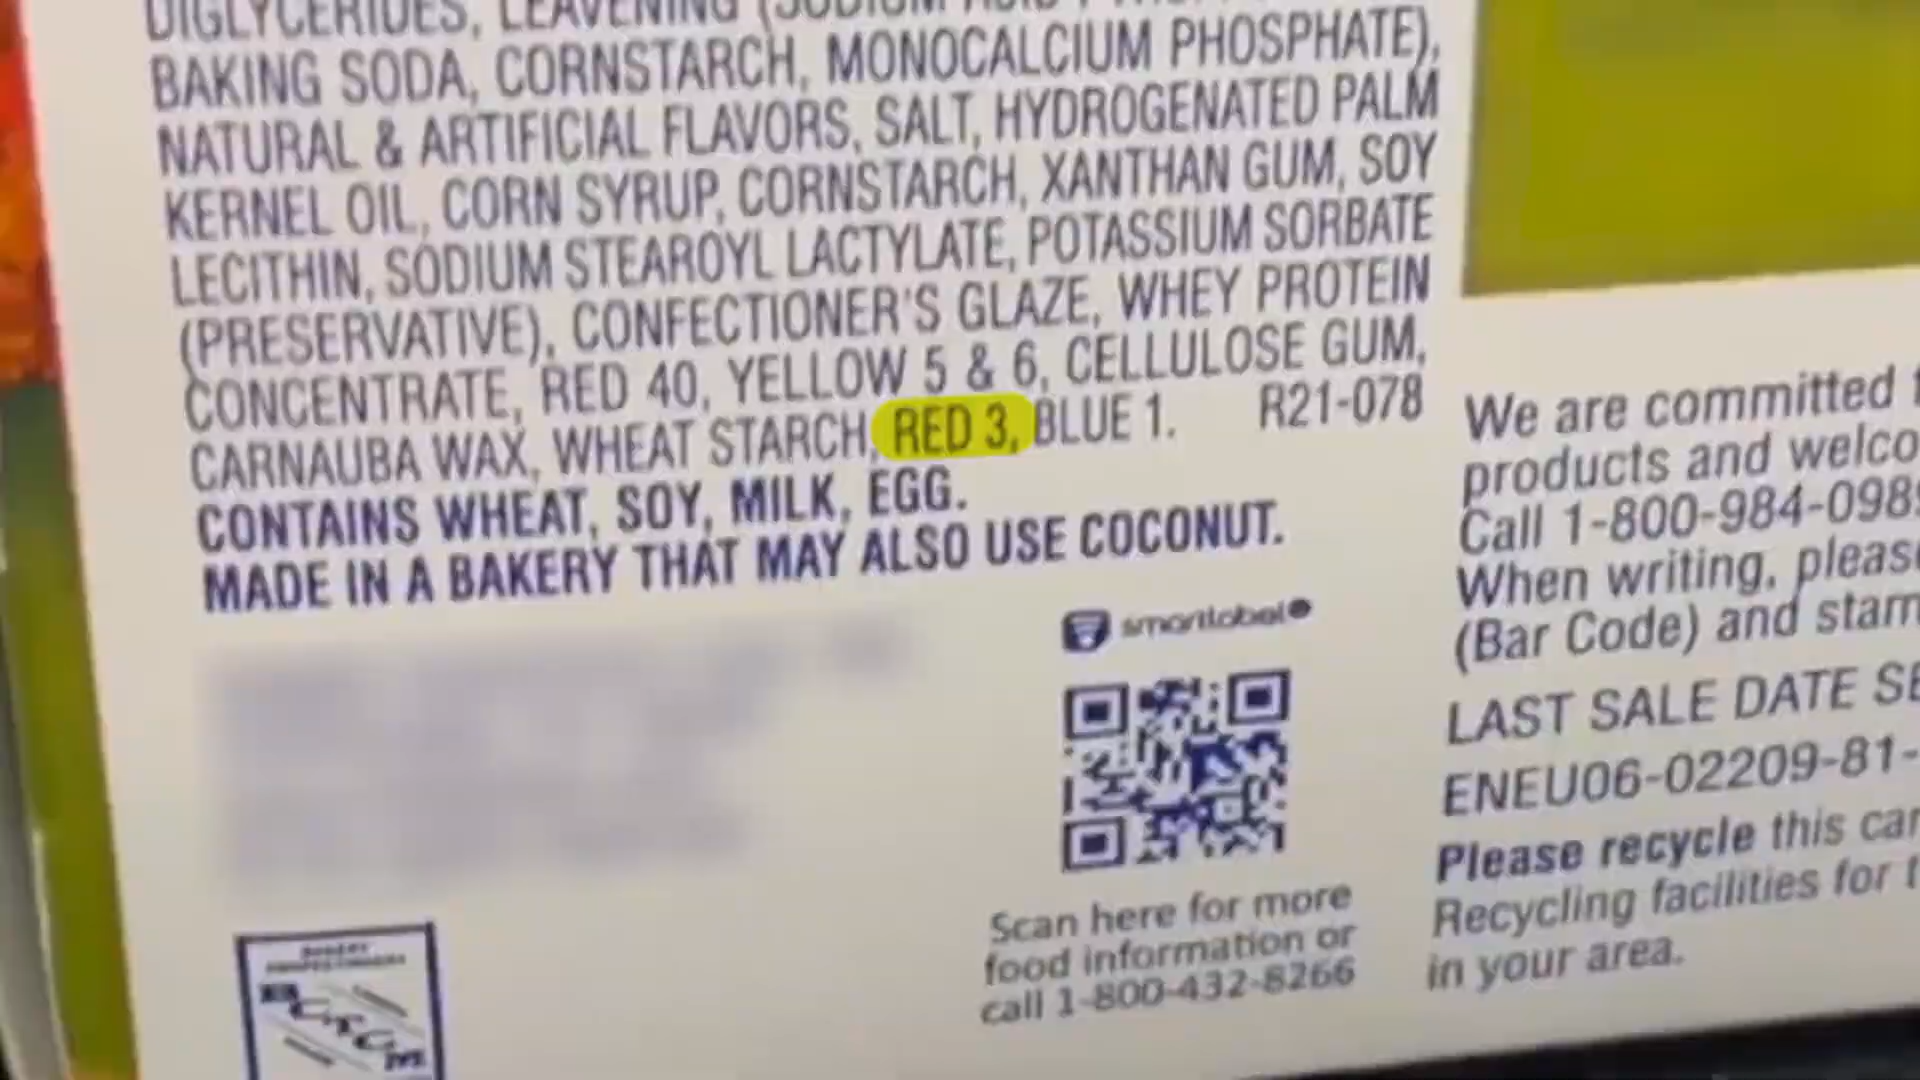 DIGLYCERIDES, LEAVENING (SODIUM ACID
BAKING SODA, CORNSTARCH, MONOCALCIUM PHOSPHATE),
NATURAL & ARTIFICIAL FLAVORS, SALT, HYDROGENATED PALM
KERNEL OIL, CORN SYRUP, CORNSTARCH, XANTHAN GUM, SOY
LECITHIN, SODIUM STEAROYL LACTYLATE, POTASSIUM SORBATE
(PRESERVATIVE), CONFECTIONER'S GLAZE, WHEY PROTEIN
CONCENTRATE, RED 40, YELLOW 5 & 6, CELLULOSE GUM,
CARNAUBA WAX, WHEAT STARCH, RED 3, BLUE 1. R21-078
CONTAINS WHEAT, SOY, MILK, EGG.
MADE IN A BAKERY THAT MAY ALSO USE COCONUT.
smartlabel
Scan here for more
food information or
call 1-800-432-8266
We are committed
products and welco
Call 1-800-984-098
When writing, pleas
(Bar Code) and stam
LAST SALE DATE SE
ENEU06-02209-81-
Please recycle this car
Recycling facilities for t
in your area.